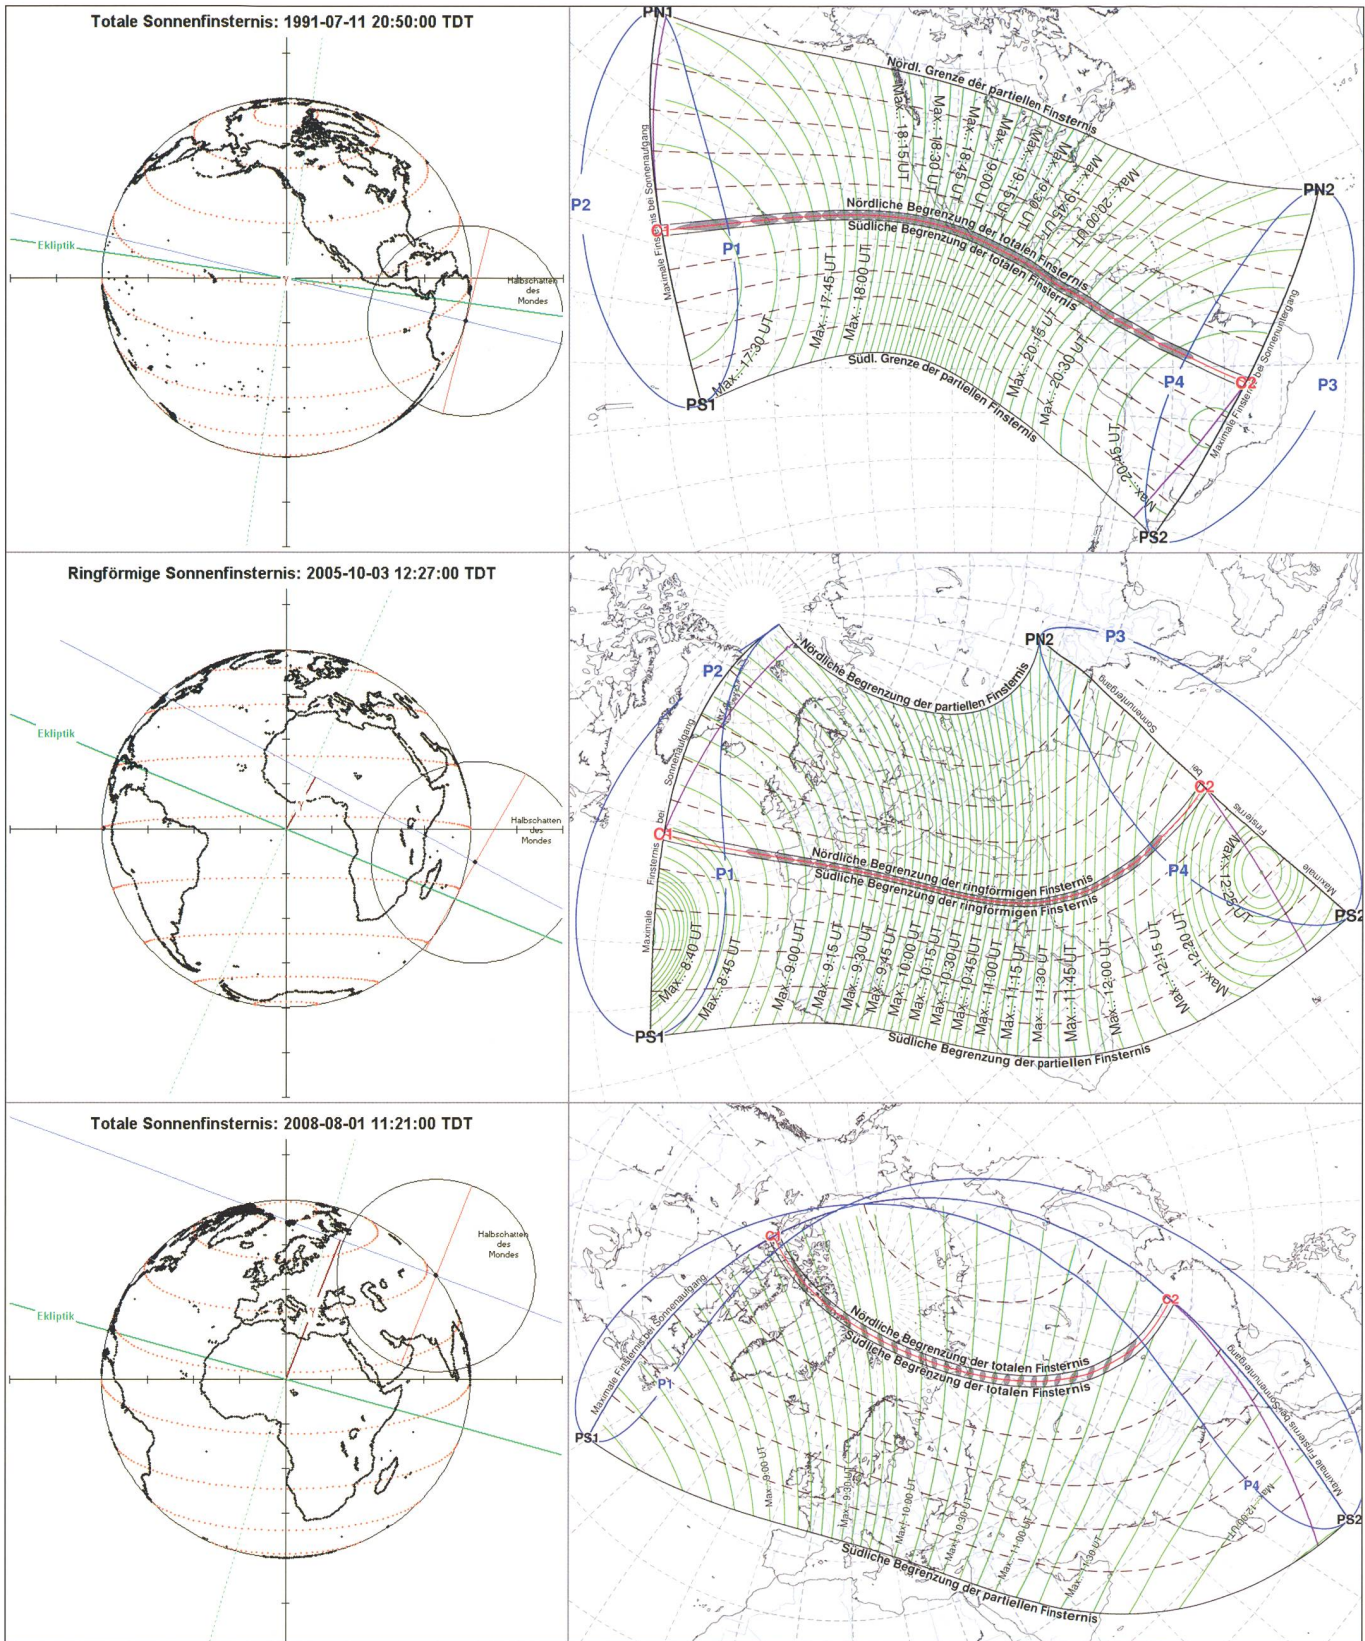 Totale Sonnenfinsternis: 1991-07-11 20:50:00 TDT
Ekliptik
Halbschatten
des
Mondes
PN1
Nördl. Grenze der partiellen Finsternis
Max.: 18:15 UT
Max.: 18:30 UT
Max.: 18:45 UT
Max.: 19:00 UT
Max.: 19:15 UT
Max.: 19:30 UT
Max.: 19:45 UT
Max.: 20:00 UT
PN2
P2
Maximale Finsternis bei Sonnenaufgang
C1
P1
Nördliche Begrenzung der totalen Finsternis
Südliche Begrenzung der totalen Finsternis
Max.: 17:30 UT
Max.: 17:45 UT
Max.: 18:00 UT
Max.: 20:15 UT
Max.: 20:30 UT
Max.: 20:45 UT
Südl. Grenze der partiellen Finsternis
PS1
P4
C2
P3
Maximale Finsternis bei Sonnenuntergang
PS2
Ringförmige Sonnenfinsternis: 2005-10-03 12:27:00 TDT
Ekliptik
Halbschatten
des
Mondes
P2
Nördliche Begrenzung der partiellen Finsternis
PN2
P3
Maximale Finsternis bei Sonnenaufgang
C1
P1
Nördliche Begrenzung der ringförmigen Finsternis
Südliche Begrenzung der ringförmigen Finsternis
C2
P4
Maximale Finsternis bei Sonnenuntergang
Max.: 8:40 UT
Max.: 8:45 UT
Max.: 9:00 UT
Max.: 9:15 UT
Max.: 9:30 UT
Max.: 9:45 UT
Max.: 10:00 UT
Max.: 10:15 UT
Max.: 10:30 UT
Max.: 10:45 UT
Max.: 11:00 UT
Max.: 11:15 UT
Max.: 11:30 UT
Max.: 11:45 UT
Max.: 12:00 UT
Max.: 12:15 UT
Max.: 12:20 UT
Max.: 12:25 UT
PS1
PS2
Südliche Begrenzung der partiellen Finsternis
Totale Sonnenfinsternis: 2008-08-01 11:21:00 TDT
Ekliptik
Halbschatten
des
Mondes
C1
Maximale Finsternis bei Sonnenaufgang
P1
PS1
Nördliche Begrenzung der totalen Finsternis
Südliche Begrenzung der totalen Finsternis
C2
Maximale Finsternis bei Sonnenuntergang
P4
PS2
Max.: 9:00 UT
Max.: 9:30 UT
Max.: 10:00 UT
Max.: 10:30 UT
Max.: 11:00 UT
Max.: 11:30 UT
Max.: 12:00 UT
Südliche Begrenzung der partiellen Finsternis